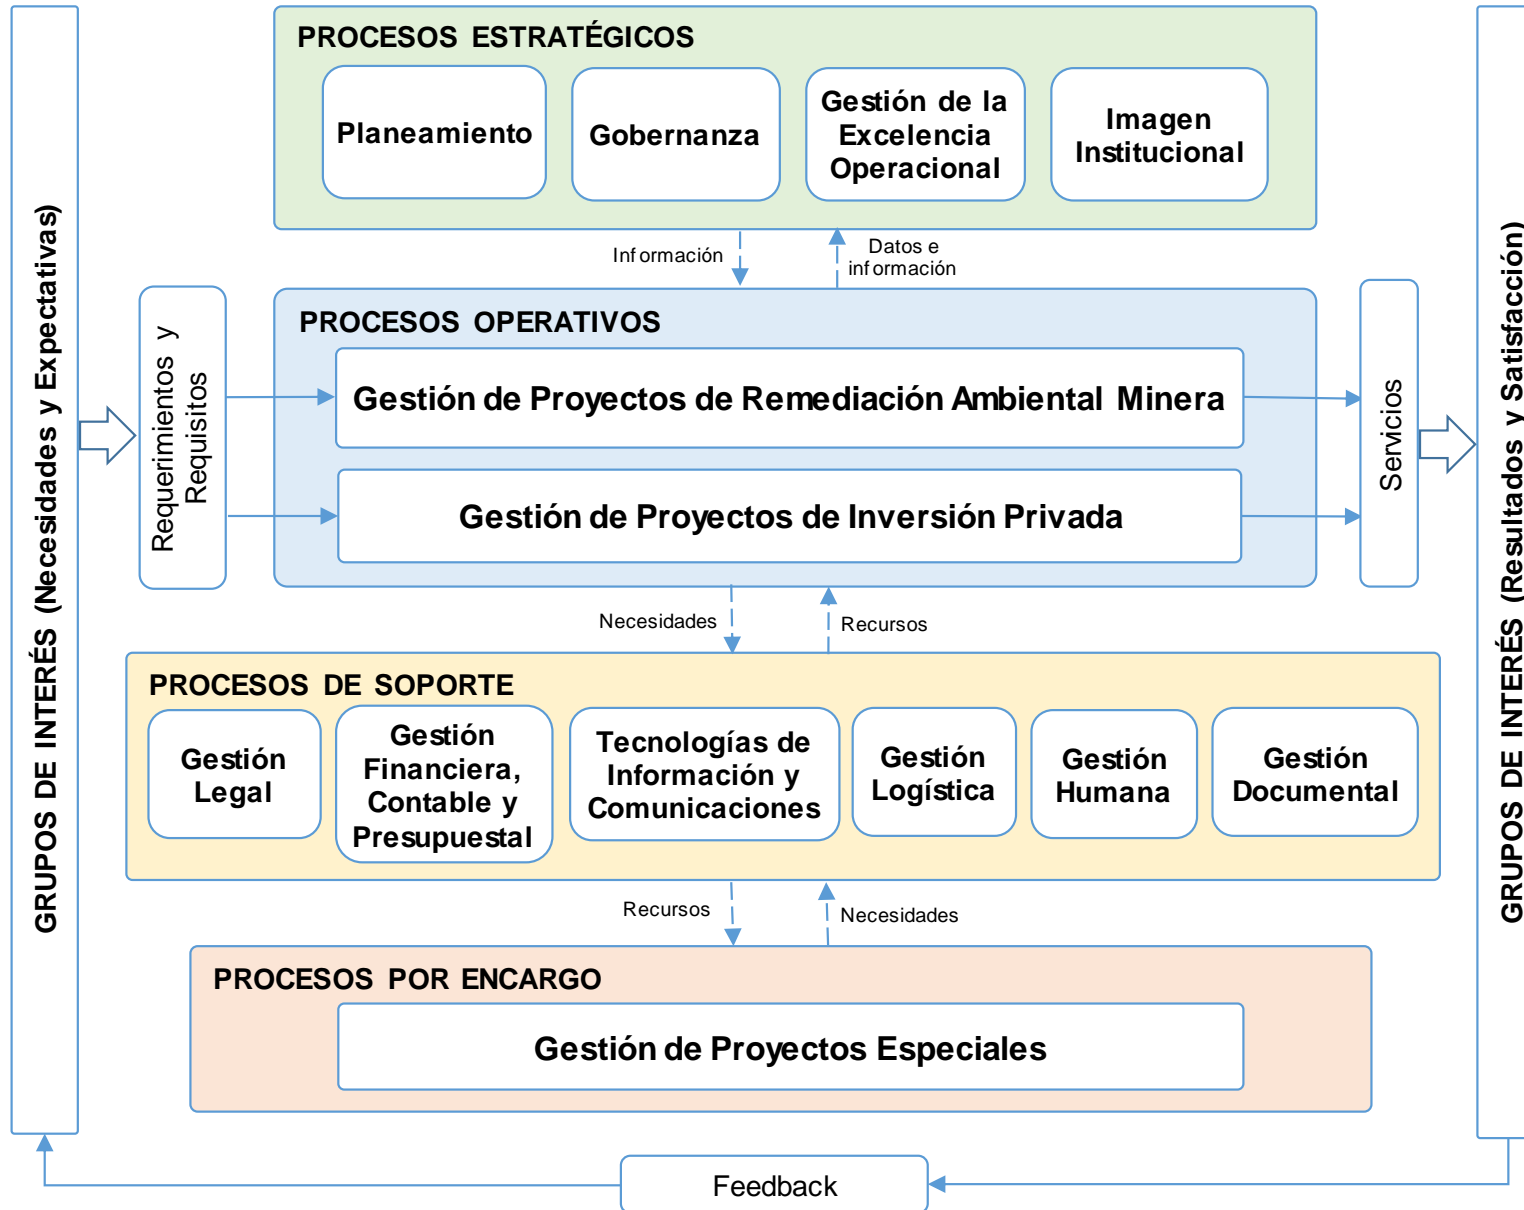 GRUPOS DE INTERÉS (Necesidades y Expectativas)
PROCESOS ESTRATÉGICOS
Planeamiento
Gobernanza
Gestión de la
Excelencia
Operacional
Imagen
Institucional
Información
Datos e
información
Requerimientos y
Requisitos
PROCESOS OPERATIVOS
Gestión de Proyectos de Remediación Ambiental Minera
Gestión de Proyectos de Inversión Privada
Servicios
GRUPOS DE INTERÉS (Resultados y Satisfacción)
Necesidades
Recursos
PROCESOS DE SOPORTE
Gestión
Legal
Gestión
Financiera,
Contable y
Presupuestal
Tecnologías de
Información y
Comunicaciones
Gestión
Logística
Gestión
Humana
Gestión
Documental
Recursos
Necesidades
PROCESOS POR ENCARGO
Gestión de Proyectos Especiales
Feedback